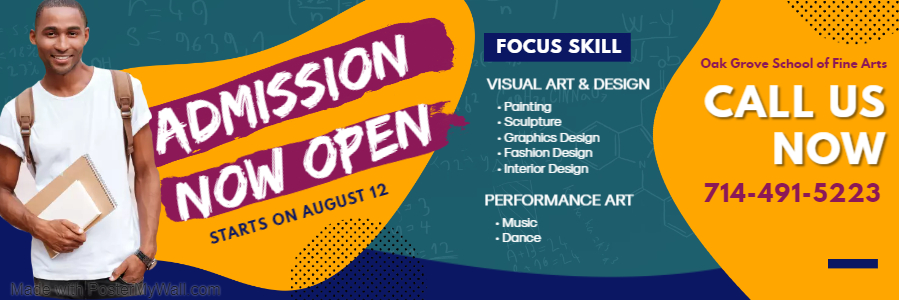 ADMISSION
NOW OPEN
STARTS ON AUGUST 12
FOCUS SKILL
VISUAL ART & DESIGN
• Painting
• Sculpture
• Graphics Design
• Fashion Design
• Interior Design
PERFORMANCE ART
• Music
• Dance
Oak Grove School of Fine Arts
CALL US
NOW
714-491-5223
Made with PosterMyWall.com